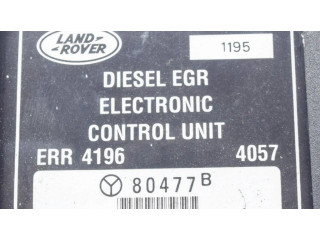 LAND-
ROVER
1195
DIESEL EGR
ELECTRONIC
CONTROL UNIT
ERR 4196 4057
80477B